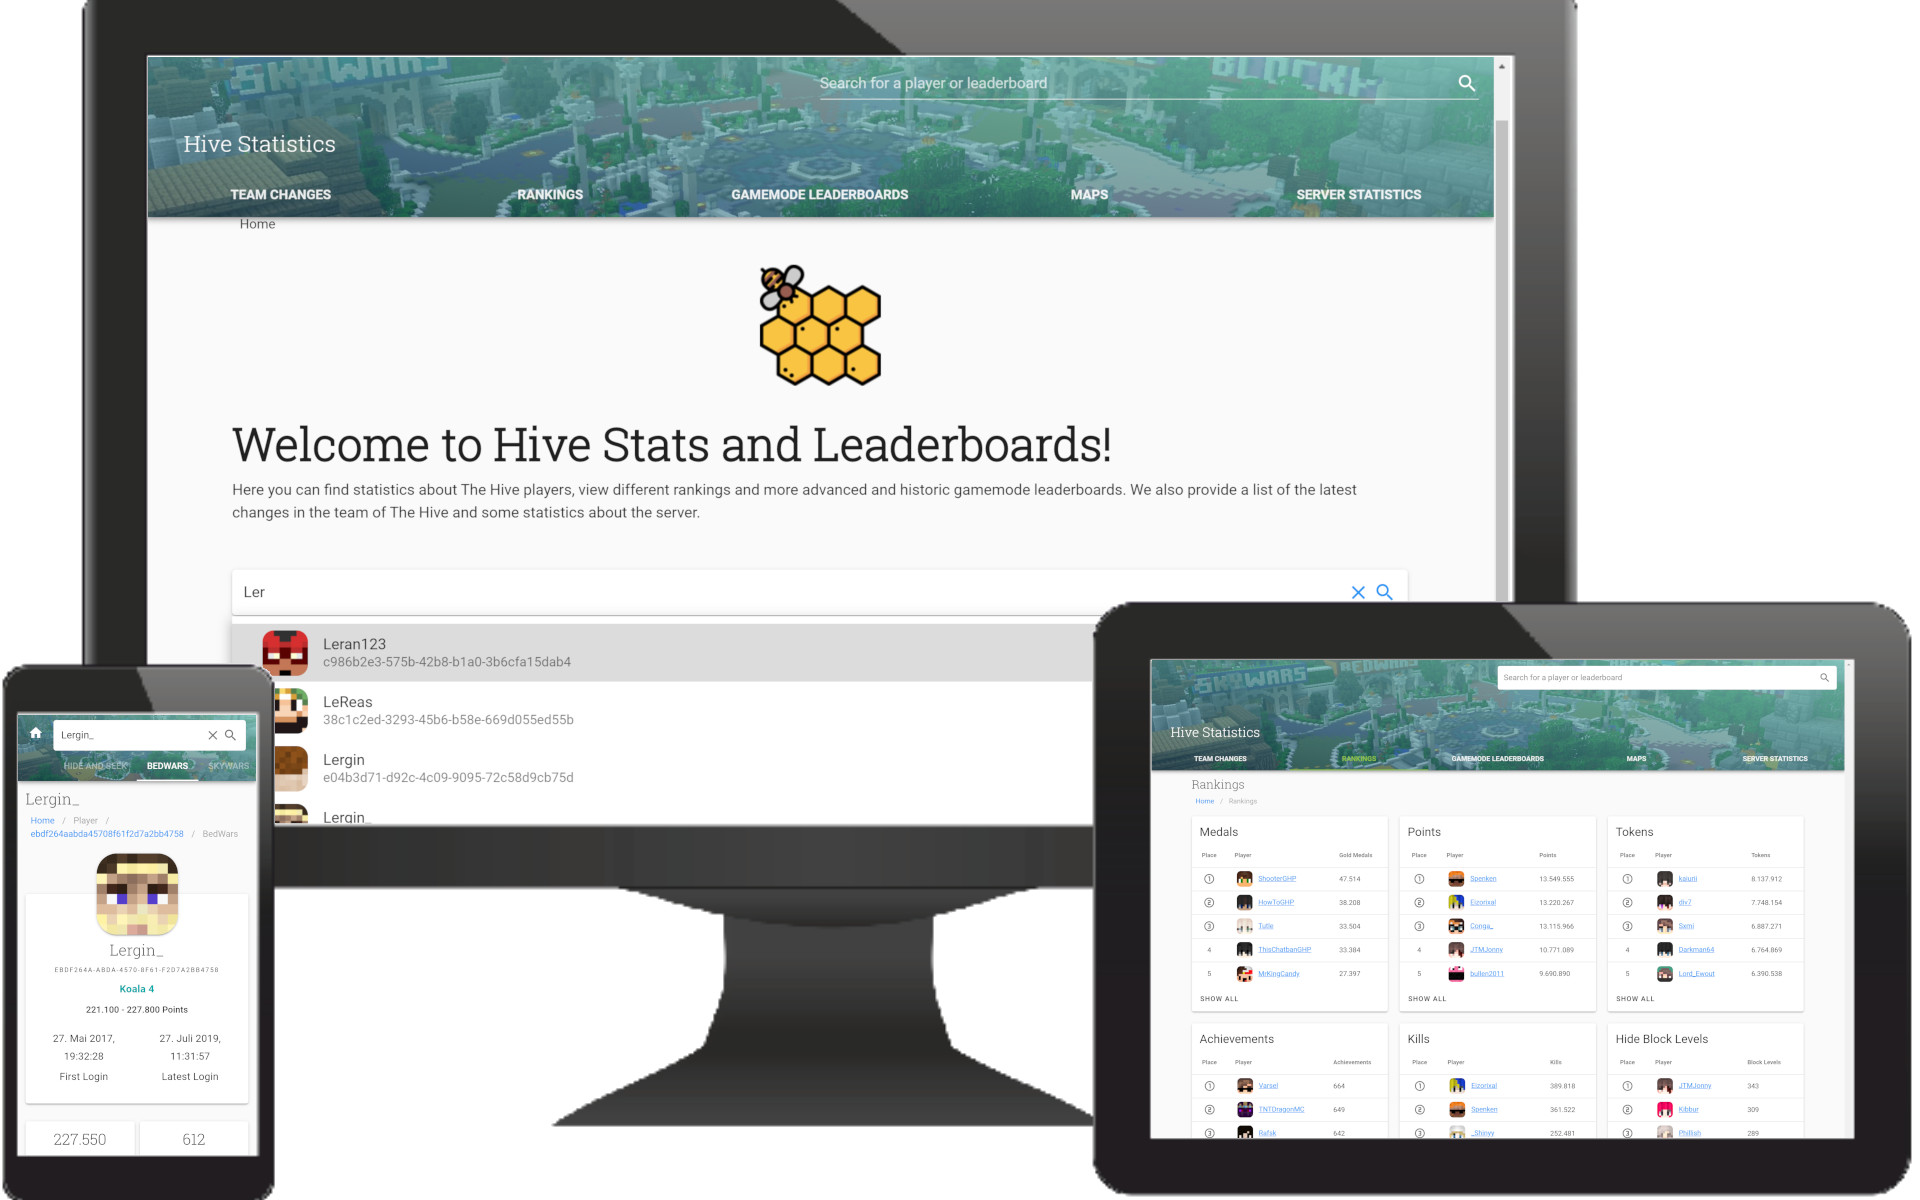 SKYWARS
BLOCKH
Search for a player or leaderboard
Hive Statistics
TEAM CHANGES
RANKINGS
GAMEMODE LEADERBOARDS
MAPS
SERVER STATISTICS
Home
Welcome to Hive Stats and Leaderboards!
Here you can find statistics about The Hive players, view different rankings and more advanced and historic gamemode leaderboards. We also provide a list of the latest
changes in the team of The Hive and some statistics about the server.
Ler
Leran123
c986b2e3-575b-42b8-b1a0-3b6cfa15dab4
LeReas
38c1c2ed-3293-45b6-b58e-669d055ed55b
Lergin
e04b3d71-d92c-4c09-9095-72c58d9cb75d
Lergin_
Lergin_
HIDE AND SEEK
BEDWARS
SKYWARS
Lergin_
Home / Player /
ebdf264aabda45708f61f2d7a2bb4758 / BedWars
Lergin_
EBDF264A-ABDA-4570-8F61-F2D7A2BB4758
Koala 4
221.100 - 227.800 Points
27. Mai 2017,
19:32:28
First Login
27. Juli 2019,
11:31:57
Latest Login
227.550
612
SKYWARS
BEDWARS
Search for a player or leaderboard
Hive Statistics
TEAM CHANGES
RANKINGS
GAMEMODE LEADERBOARDS
MAPS
SERVER STATISTICS
Rankings
Home / Rankings
Medals
Place Player Gold Medals
1 ShooterGHP 47.514
2 HowToGHP 38.208
3 Tutle 33.504
4 ThisChatbanGHP 33.384
5 MrKingCandy 27.397
SHOW ALL
Points
Place Player Points
1 Spenken 13.549.555
2 Eizorixal 13.220.267
3 Conga_ 13.115.966
4 JTMJonny 10.771.089
5 bullen2011 9.690.890
SHOW ALL
Tokens
Place Player Tokens
1 kaiurii 8.137.912
2 div7 7.748.154
3 Sxmi 6.887.271
4 Darkman64 6.764.869
5 Lord_Ewout 6.390.538
SHOW ALL
Achievements
Place Player Achievements
1 Varsel 664
2 TNTDragonMC 649
3 Rafsk 642
Kills
Place Player Kills
1 Eizorixal 389.818
2 Spenken 361.522
3 _Shinyy 252.481
Hide Block Levels
Place Player Block Levels
1 JTMJonny 343
2 Kibbur 309
3 Philliah 289